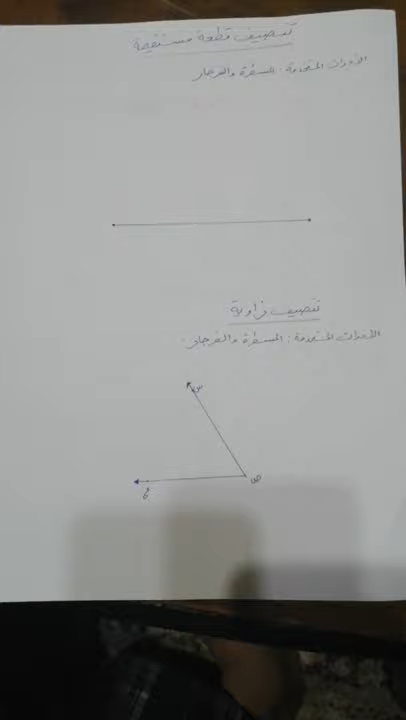 تنصيف قطعة مستقيمة
الأدوات المستخدمة: المسطرة والفرجار
تنصيف زاوية
الأدوات المستخدمة: المسطرة والفرجار.
س
ص
ع